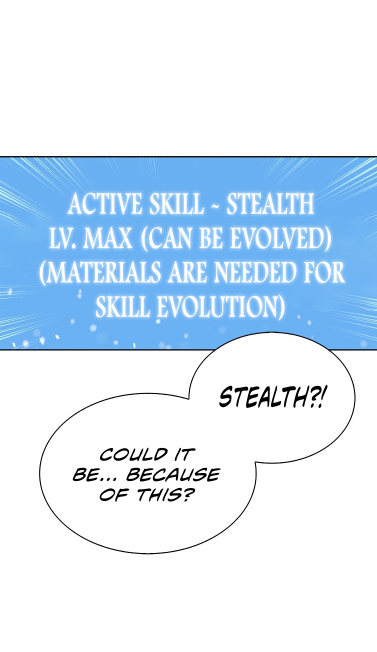 ACTIVE SKILL ~ STEALTH
LV. MAX (CAN BE EVOLVED)
(MATERIALS ARE NEEDED FOR
SKILL EVOLUTION)
STEALTH?!
COULD IT
BE... BECAUSE
OF THIS?